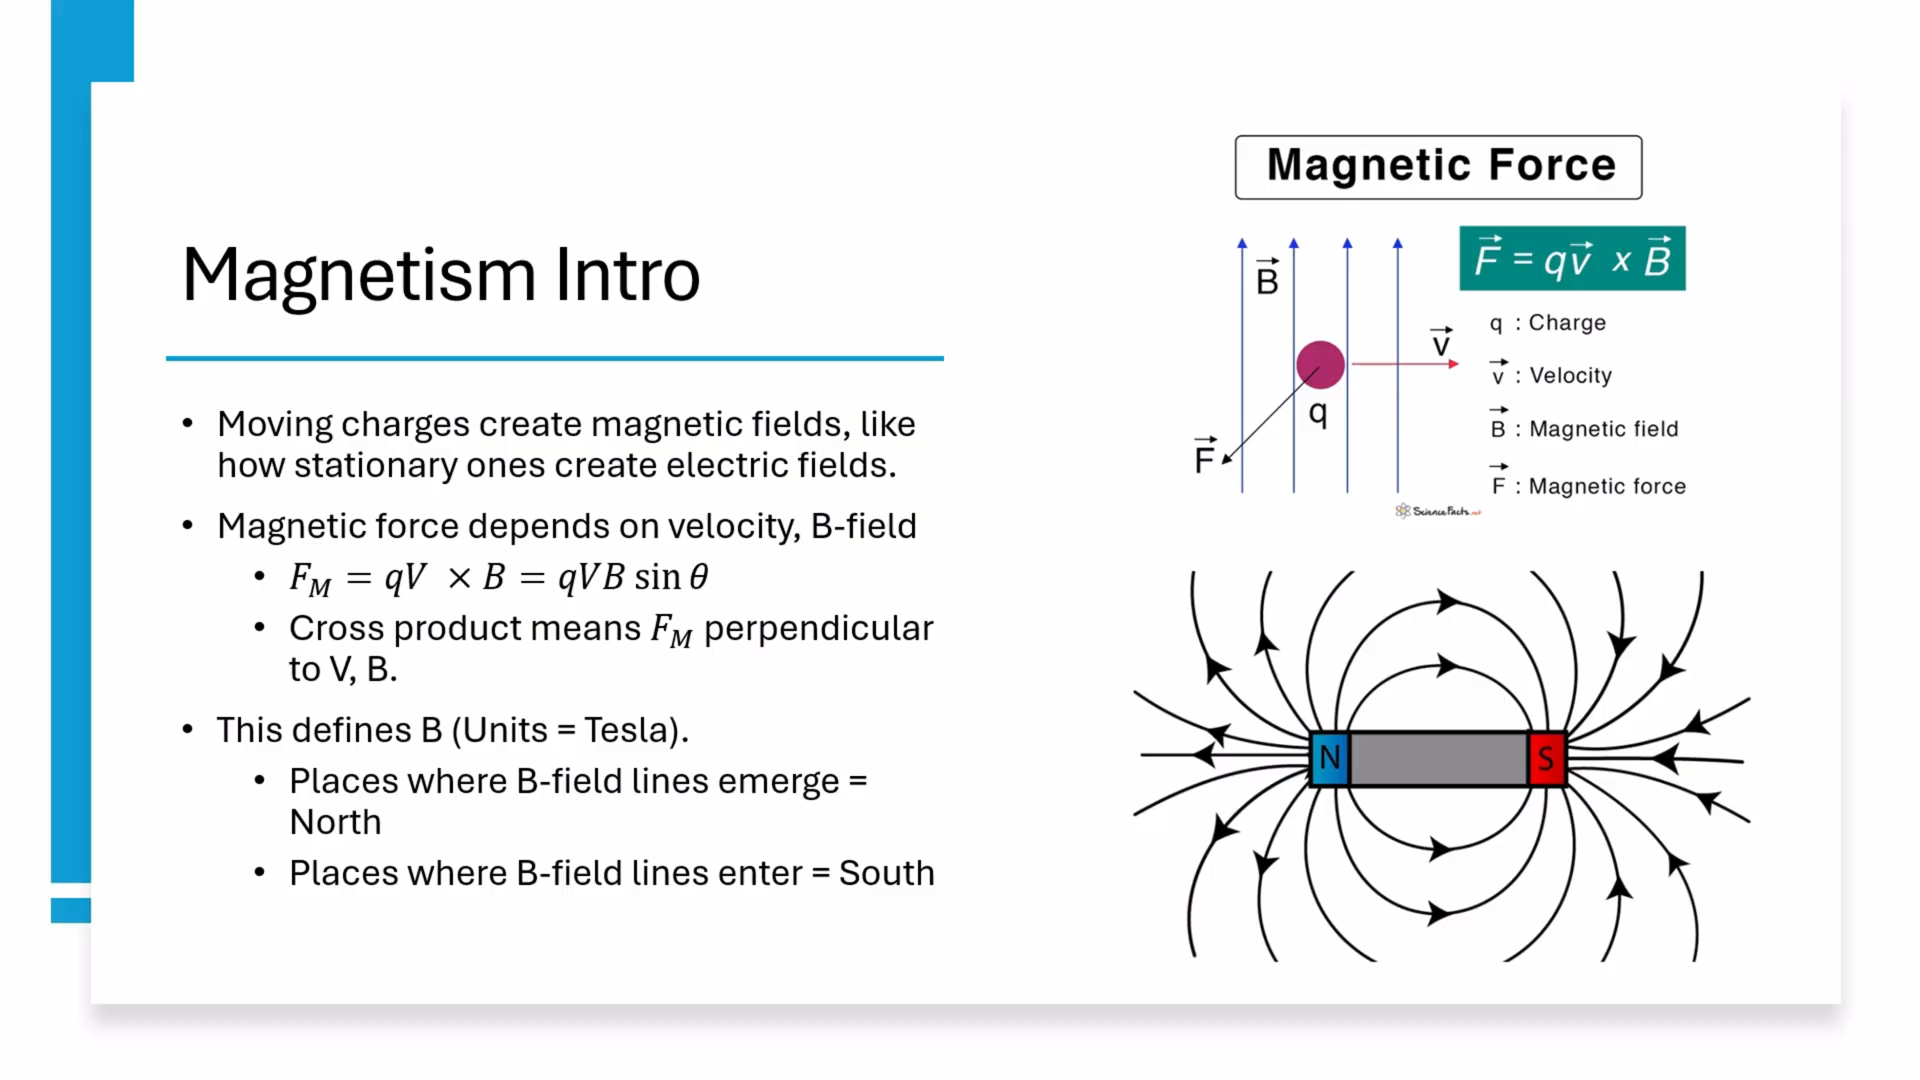 Magnetism Intro
• Moving charges create magnetic fields, like
how stationary ones create electric fields.
• Magnetic force depends on velocity, B-field
• F_M = qV × B = qVB sin θ
• Cross product means F_M perpendicular
to V, B.
• This defines B (Units = Tesla).
• Places where B-field lines emerge =
North
• Places where B-field lines enter = South
Magnetic Force
B⃗
F⃗ = qv⃗ x B⃗
q : Charge
v⃗
v⃗ : Velocity
q
B⃗ : Magnetic field
F⃗
F⃗ : Magnetic force
ScienceFacts.net
N
S